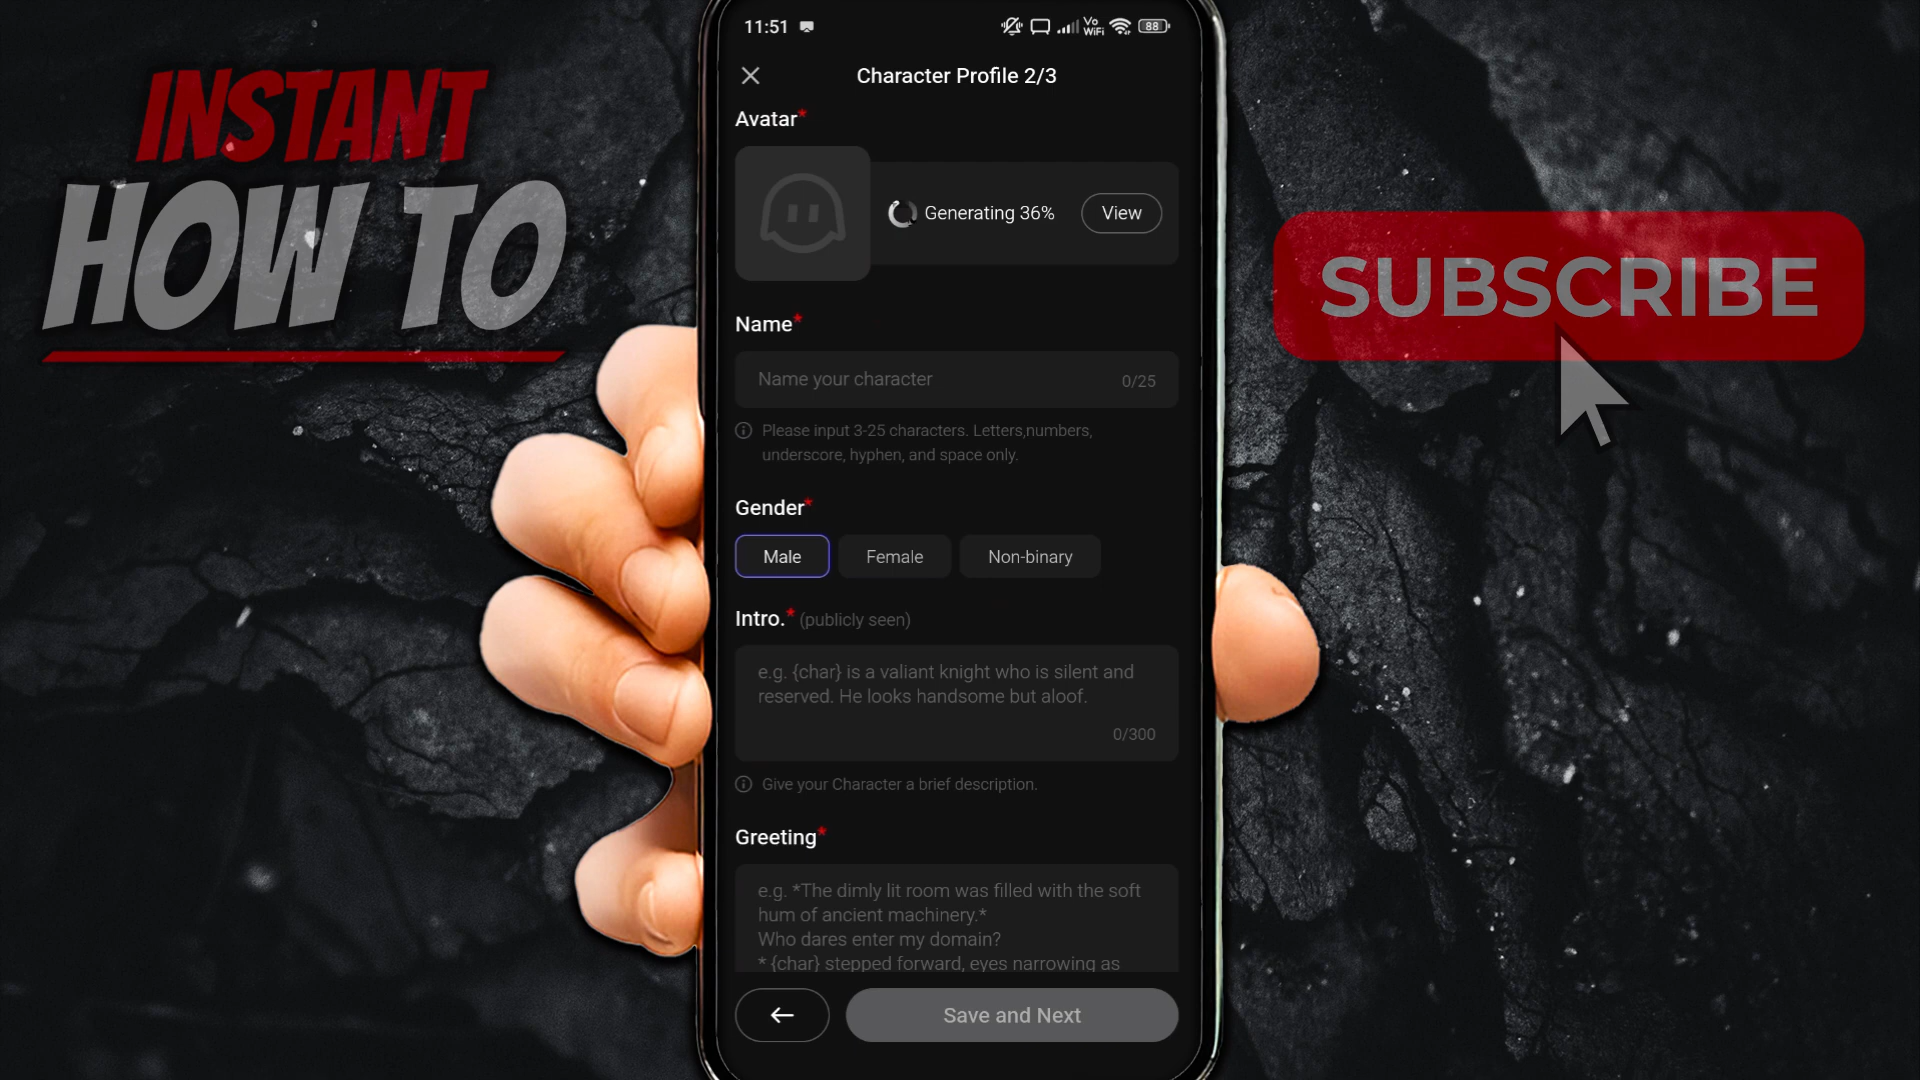 INSTANT
HOW TO
SUBSCRIBE
11:51
Vo
WiFi
88
Character Profile 2/3
Avatar*
Generating 36%
View
Name*
Name your character
0/25
Please input 3-25 characters. Letters,numbers,
underscore, hyphen, and space only.
Gender*
Male
Female
Non-binary
Intro.* (publicly seen)
e.g. {char} is a valiant knight who is silent and
reserved. He looks handsome but aloof.
0/300
Give your Character a brief description.
Greeting*
e.g. *The dimly lit room was filled with the soft
hum of ancient machinery.*
Who dares enter my domain?
* {char} stepped forward, eyes narrowing as
Save and Next